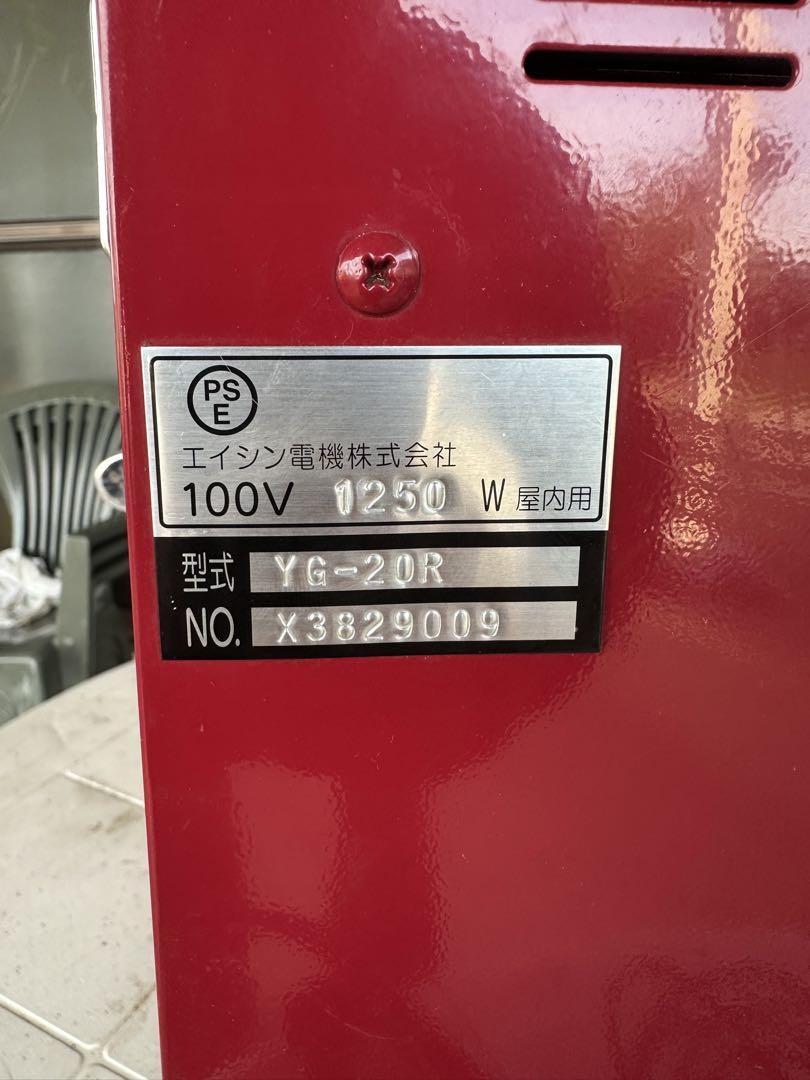 PS
E
エイシン電機株式会社
100V 1250 W 屋内用
型式 YG-20R
NO. X3829009